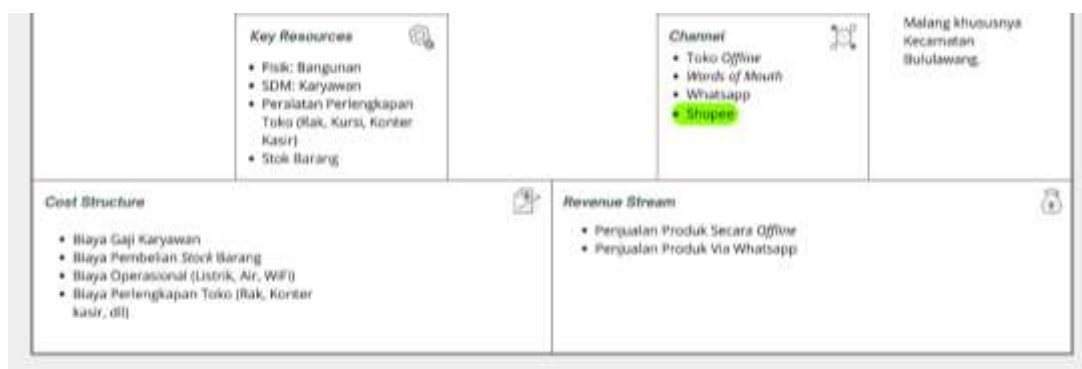 Key Resources
• Fisik: Bangunan
• SDM: Karyawan
• Peralatan Perlengkapan
Toko (Rak, Kursi, Konter
Kasir)
• Stok Barang
Channel
• Toko Offline
• Words of Mouth
• Whatsapp
• Shopee
Malang khususnya
Kecamatan
Bululawang.
Cost Structure
• Biaya Gaji Karyawan
• Biaya Pembelian Stock Barang
• Biaya Operasional (Listrik, Air, WiFi)
• Biaya Perlengkapan Toko (Rak, Konter
kasir, dll)
Revenue Stream
• Penjualan Produk Secara Offline
• Penjualan Produk Via Whatsapp